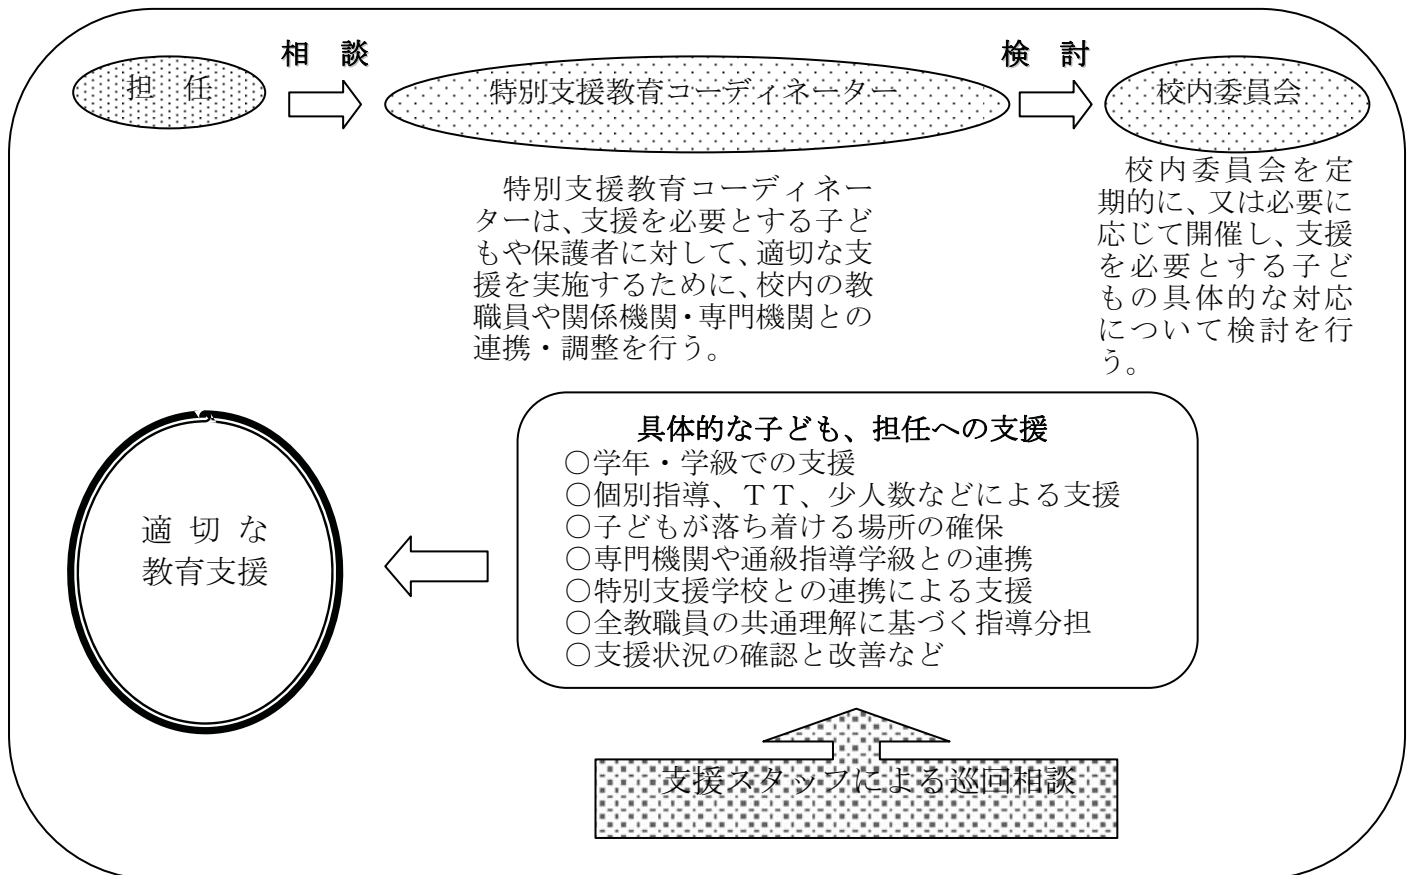 相　談
検　討
担　任
特別支援教育コーディネーター
校内委員会
特別支援教育コーディネー
ターは、支援を必要とする子ど
もや保護者に対して、適切な支
援を実施するために、校内の教
職員や関係機関・専門機関との
連携・調整を行う。
校内委員会を定
期的に、又は必要に
応じて開催し、支援
を必要とする子ど
もの具体的な対応
について検討を行
う。
具体的な子ども、担任への支援
○学年・学級での支援
○個別指導、ＴＴ、少人数などによる支援
○子どもが落ち着ける場所の確保
○専門機関や通級指導学級との連携
○特別支援学校との連携による支援
○全教職員の共通理解に基づく指導分担
○支援状況の確認と改善など
適 切 な
教育支援
支援スタッフによる巡回相談